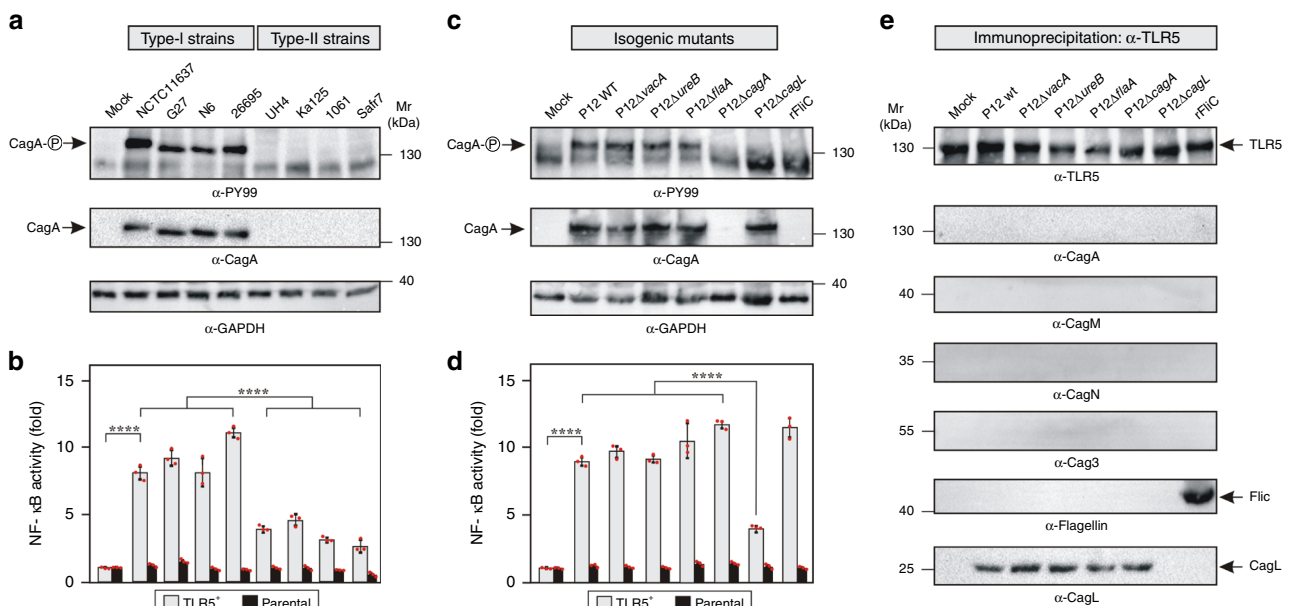 a
Type-I strains
Type-II strains
Mock
NCTC11637
G27
N6
26695
UH4
Ka125
1061
Safr7
Mr
(kDa)
CagA-Ⓟ
130
α-PY99
CagA
130
α-CagA
40
α-GAPDH
b
NF- κB activity (fold)
15
10
5
0
****
****
TLR5⁺
Parental
c
Isogenic mutants
Mock
P12 WT
P12ΔvacA
P12ΔureB
P12ΔflaA
P12ΔcagA
P12ΔcagL
rFliC
CagA-Ⓟ
130
α-PY99
CagA
130
α-CagA
40
α-GAPDH
d
NF- κB activity (fold)
15
10
5
0
****
****
TLR5⁺
Parental
e
Immunoprecipitation: α-TLR5
Mr
(kDa)
Mock
P12 wt
P12ΔvacA
P12ΔureB
P12ΔflaA
P12ΔcagA
P12ΔcagL
rFliC
130
TLR5
α-TLR5
130
α-CagA
40
α-CagM
35
α-CagN
55
α-Cag3
40
Flic
α-Flagellin
25
CagL
α-CagL